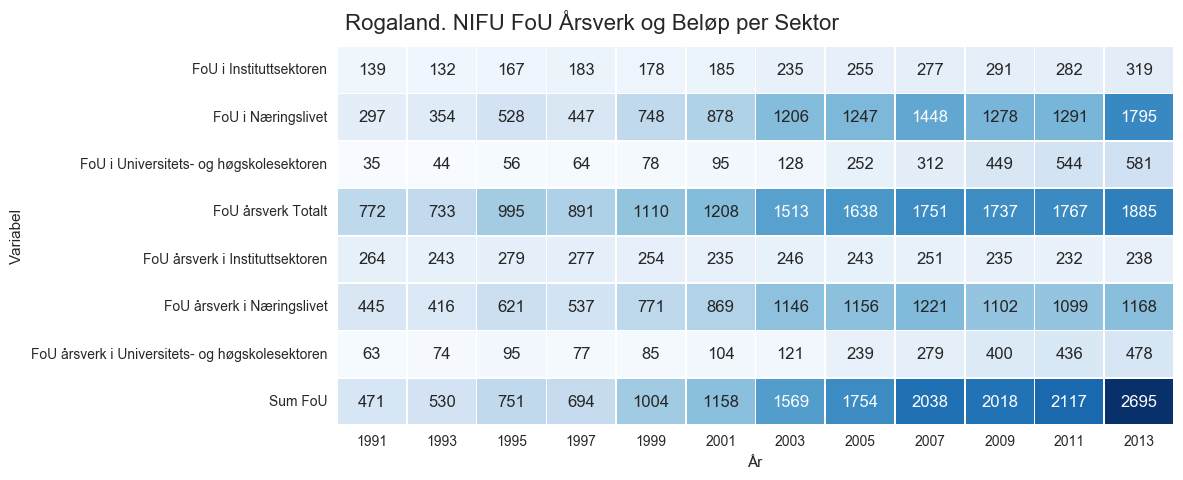 Rogaland. NIFU FoU Årsverk og Beløp per Sektor
Variabel
FoU i Instituttsektoren 139 132 167 183 178 185 235 255 277 291 282 319
FoU i Næringslivet 297 354 528 447 748 878 1206 1247 1448 1278 1291 1795
FoU i Universitets- og høgskolesektoren 35 44 56 64 78 95 128 252 312 449 544 581
FoU årsverk Totalt 772 733 995 891 1110 1208 1513 1638 1751 1737 1767 1885
FoU årsverk i Instituttsektoren 264 243 279 277 254 235 246 243 251 235 232 238
FoU årsverk i Næringslivet 445 416 621 537 771 869 1146 1156 1221 1102 1099 1168
FoU årsverk i Universitets- og høgskolesektoren 63 74 95 77 85 104 121 239 279 400 436 478
Sum FoU 471 530 751 694 1004 1158 1569 1754 2038 2018 2117 2695
1991 1993 1995 1997 1999 2001 2003 2005 2007 2009 2011 2013
År